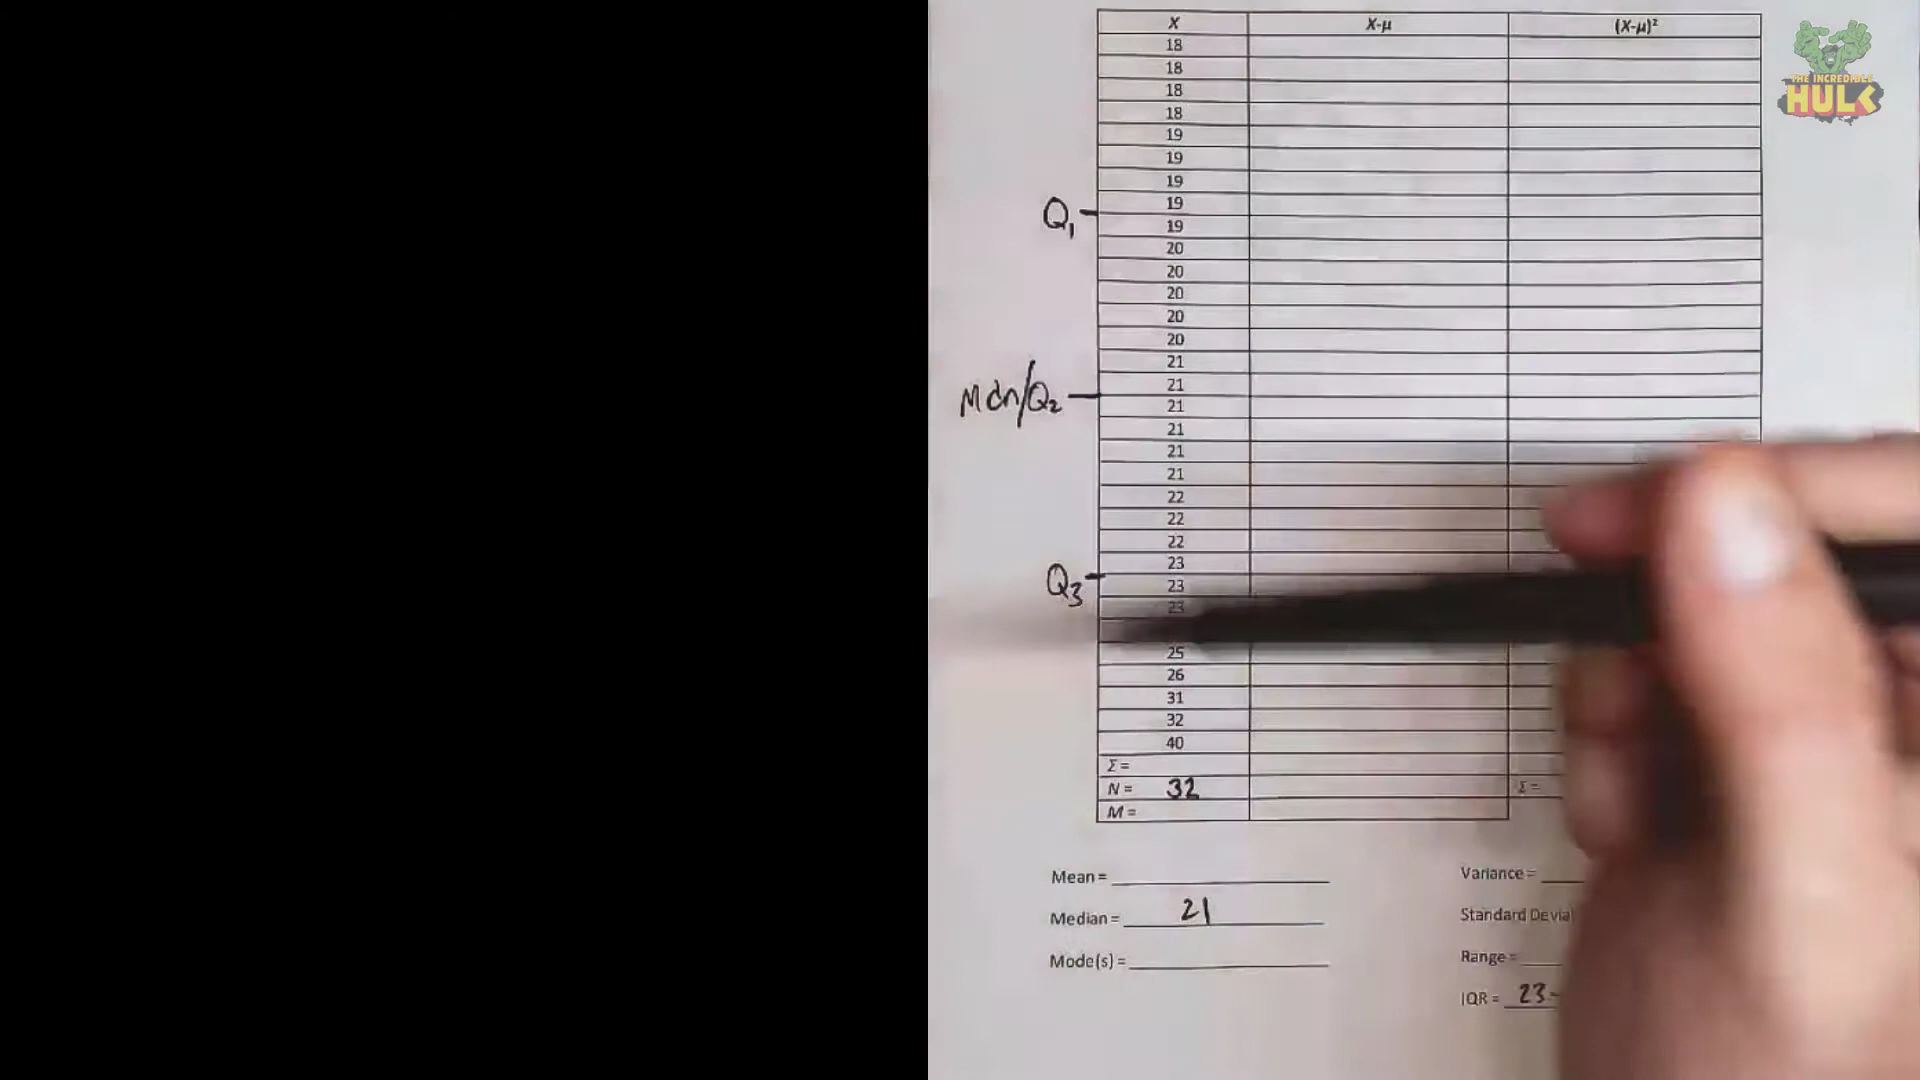 X X-μ (X-μ)²
18
18
18
18
19
19
19
19
19
20
20
20
20
20
21
21
21
21
21
21
22
22
22
23
23
23
25
26
31
32
40
Σ =
N = 32 Σ =
M =
Q₁
Mdn/Q₂
Q₃
Mean =
Median = 21
Mode(s) =
Variance =
Standard Devia
Range =
IQR = 23 -
THE INCREDIBLE
HULK